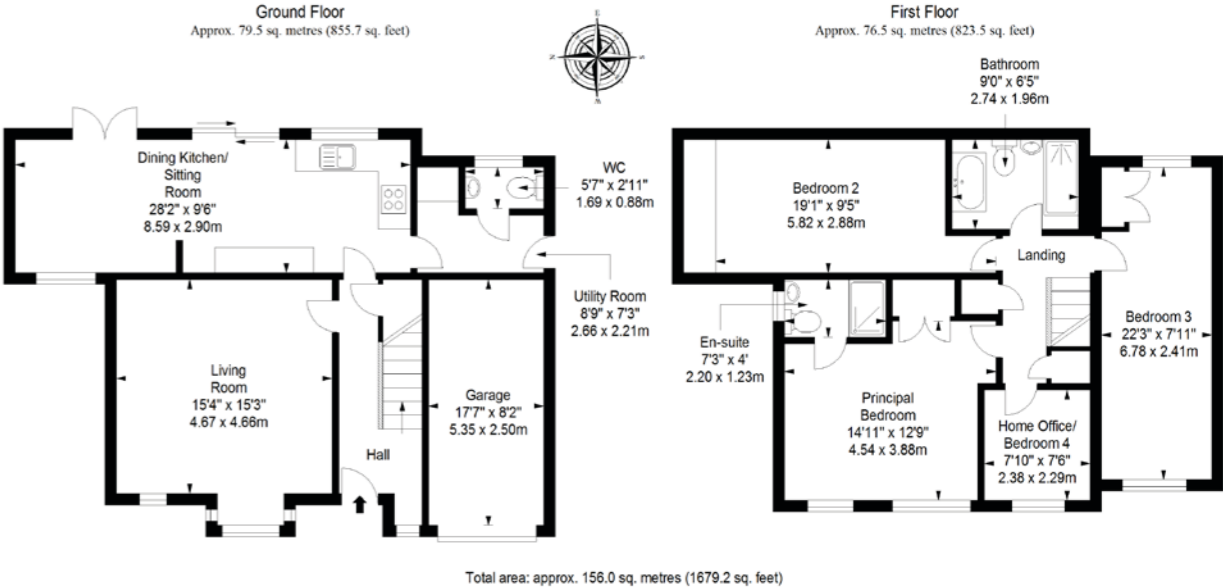 Ground Floor
Approx. 79.5 sq. metres (855.7 sq. feet)
First Floor
Approx. 76.5 sq. metres (823.5 sq. feet)
Dining Kitchen/
Sitting
Room
28'2" x 9'6"
8.59 x 2.90m
WC
5'7" x 2'11"
1.69 x 0.88m
Utility Room
8'9" x 7'3"
2.66 x 2.21m
Living
Room
15'4" x 15'3"
4.67 x 4.66m
Hall
Garage
17'7" x 8'2"
5.35 x 2.50m
Bathroom
9'0" x 6'5"
2.74 x 1.96m
Bedroom 2
19'1" x 9'5"
5.82 x 2.88m
Landing
Bedroom 3
22'3" x 7'11"
6.78 x 2.41m
En-suite
7'3" x 4'
2.20 x 1.23m
Principal
Bedroom
14'11" x 12'9"
4.54 x 3.88m
Home Office/
Bedroom 4
7'10" x 7'6"
2.38 x 2.29m
Total area: approx. 156.0 sq. metres (1679.2 sq. feet)